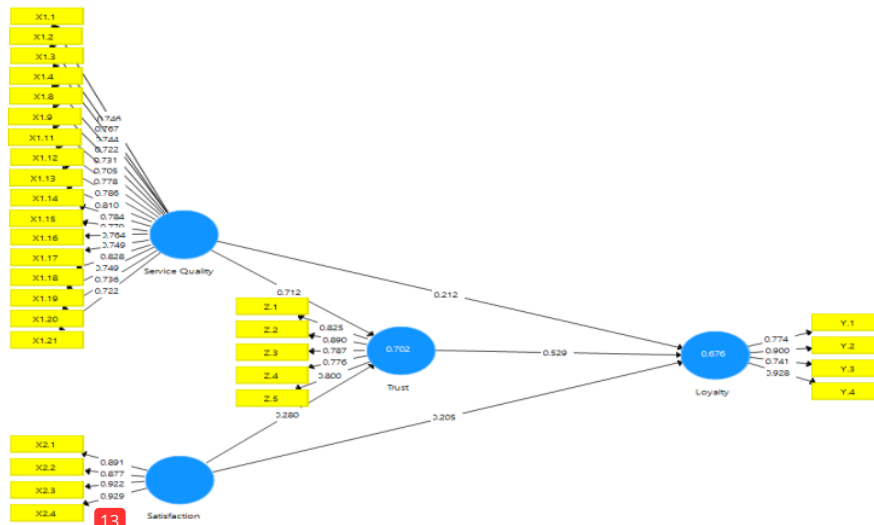 X1.1
X1.2
X1.3
X1.4
X1.8
X1.9
X1.11
X1.12
X1.13
X1.14
X1.15
X1.16
X1.17
X1.18
X1.19
X1.20
X1.21
0.767
0.722
0.731
0.705
0.778
0.786
0.810
0.784
0.764
0.749
0.828
0.749
0.736
0.722
Service Quality
0.712
0.212
Z.1
Z.2
Z.3
Z.4
Z.5
0.825
0.890
0.787
0.776
0.800
0.702
Trust
0.529
0.676
Loyalty
0.774
0.900
0.741
0.928
Y.1
Y.2
Y.3
Y.4
0.280
0.205
X2.1
X2.2
X2.3
X2.4
0.891
0.877
0.922
0.929
Satisfaction
13